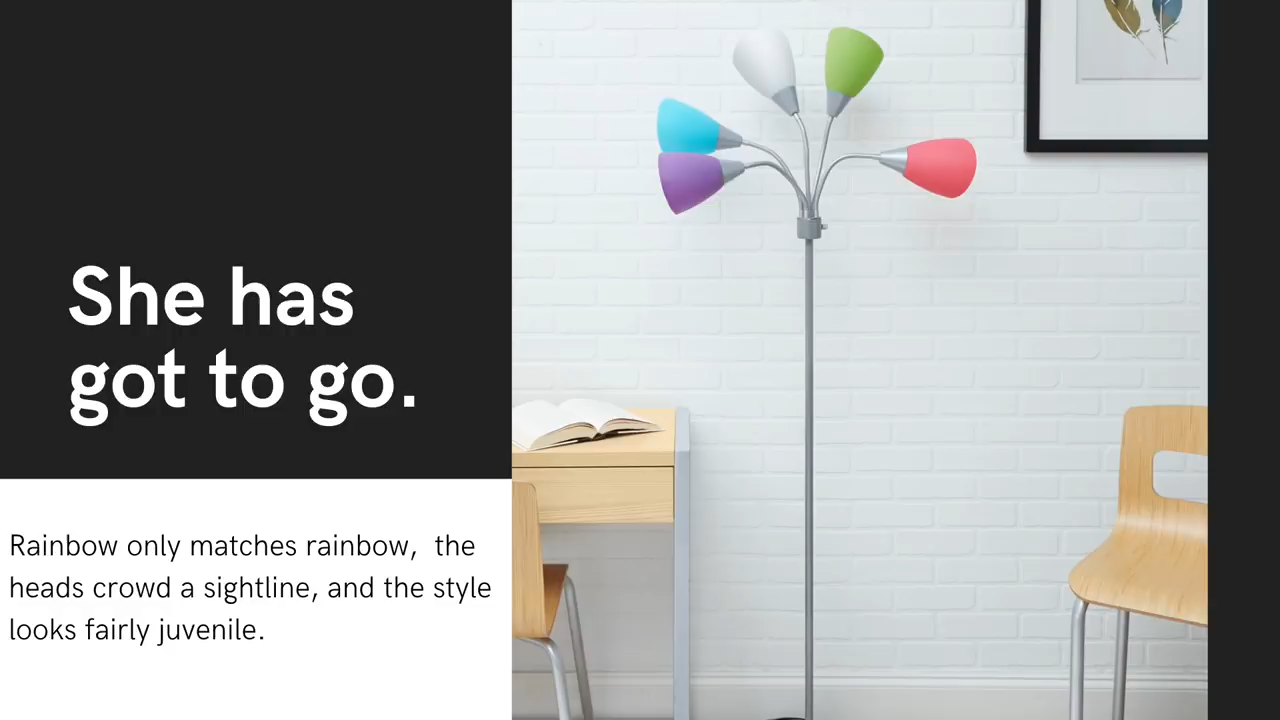 She has
got to go.
Rainbow only matches rainbow,  the
heads crowd a sightline, and the style
looks fairly juvenile.